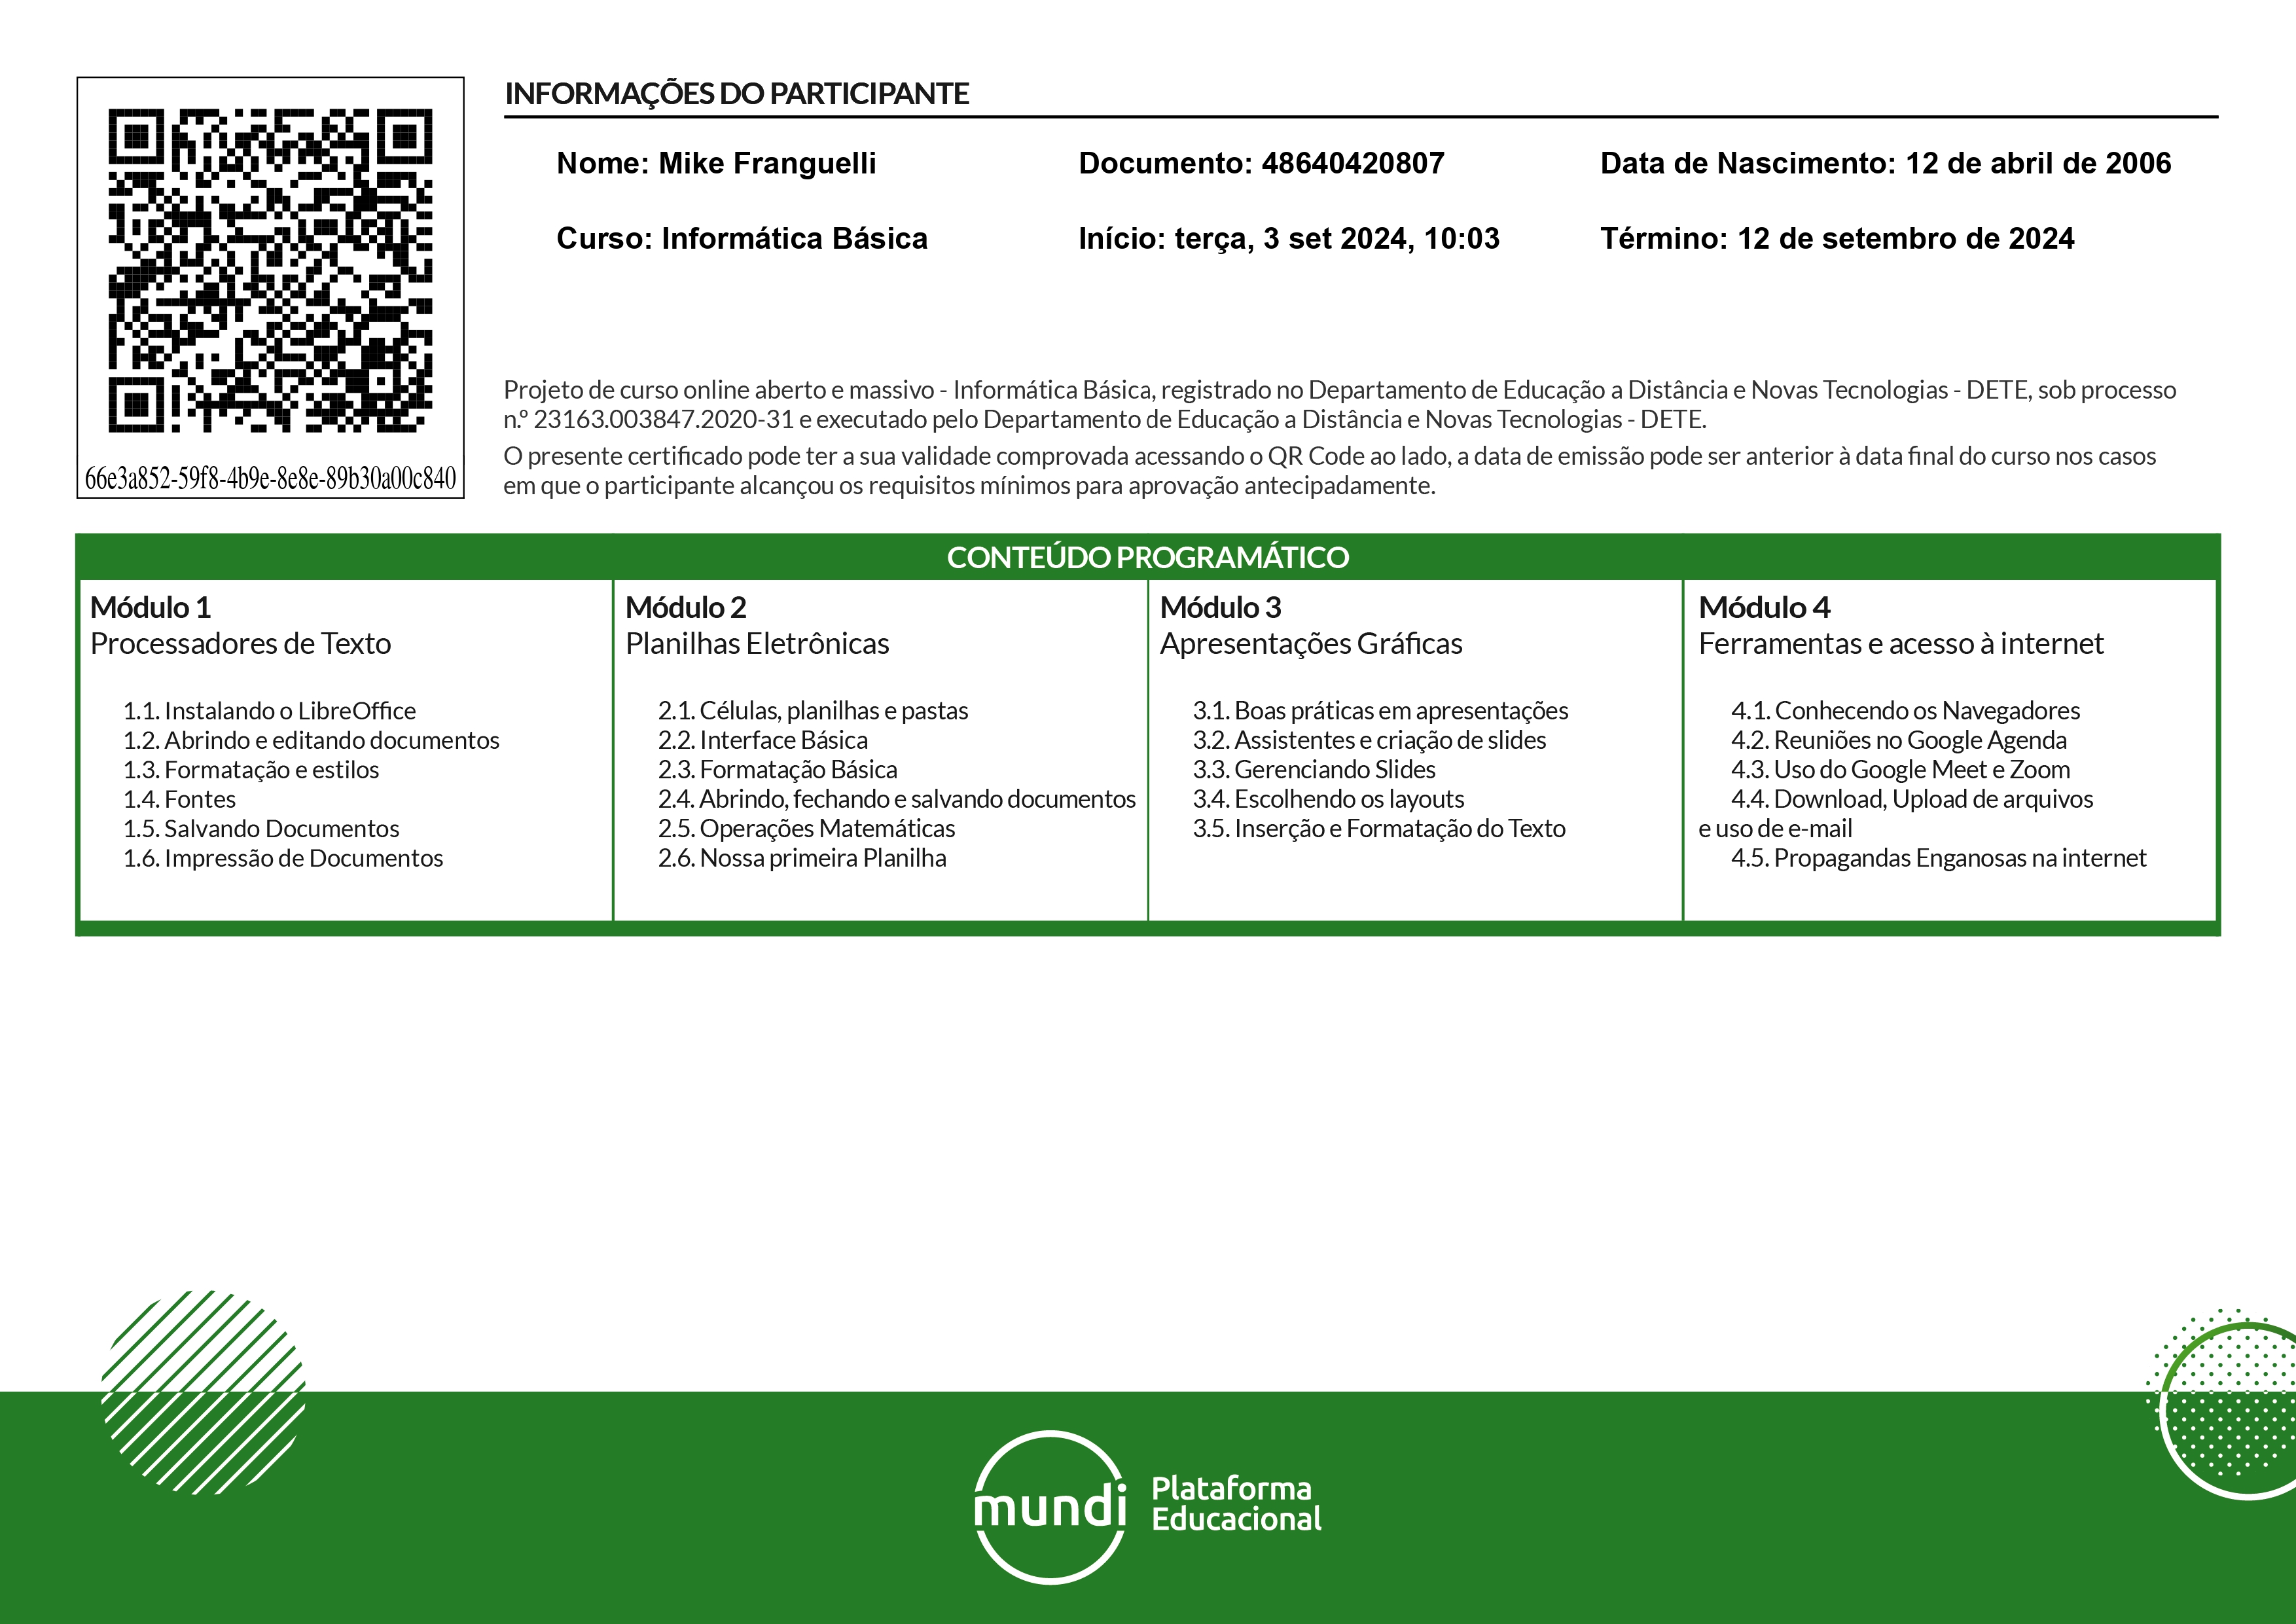 INFORMAÇÕES DO PARTICIPANTE
Nome: Mike Franguelli
Documento: 48640420807
Data de Nascimento: 12 de abril de 2006
Curso: Informática Básica
Início: terça, 3 set 2024, 10:03
Término: 12 de setembro de 2024
Projeto de curso online aberto e massivo - Informática Básica, registrado no Departamento de Educação a Distância e Novas Tecnologias - DETE, sob processo
n.º 23163.003847.2020-31 e executado pelo Departamento de Educação a Distância e Novas Tecnologias - DETE.
O presente certificado pode ter a sua validade comprovada acessando o QR Code ao lado, a data de emissão pode ser anterior à data final do curso nos casos
em que o participante alcançou os requisitos mínimos para aprovação antecipadamente.
66e3a852-59f8-4b9e-8e8e-89b30a00c840
CONTEÚDO PROGRAMÁTICO
Módulo 1
Processadores de Texto
1.1. Instalando o LibreOffice
1.2. Abrindo e editando documentos
1.3. Formatação e estilos
1.4. Fontes
1.5. Salvando Documentos
1.6. Impressão de Documentos
Módulo 2
Planilhas Eletrônicas
2.1. Células, planilhas e pastas
2.2. Interface Básica
2.3. Formatação Básica
2.4. Abrindo, fechando e salvando documentos
2.5. Operações Matemáticas
2.6. Nossa primeira Planilha
Módulo 3
Apresentações Gráficas
3.1. Boas práticas em apresentações
3.2. Assistentes e criação de slides
3.3. Gerenciando Slides
3.4. Escolhendo os layouts
3.5. Inserção e Formatação do Texto
Módulo 4
Ferramentas e acesso à internet
4.1. Conhecendo os Navegadores
4.2. Reuniões no Google Agenda
4.3. Uso do Google Meet e Zoom
4.4. Download, Upload de arquivos
e uso de e-mail
4.5. Propagandas Enganosas na internet
mundi
Plataforma
Educacional